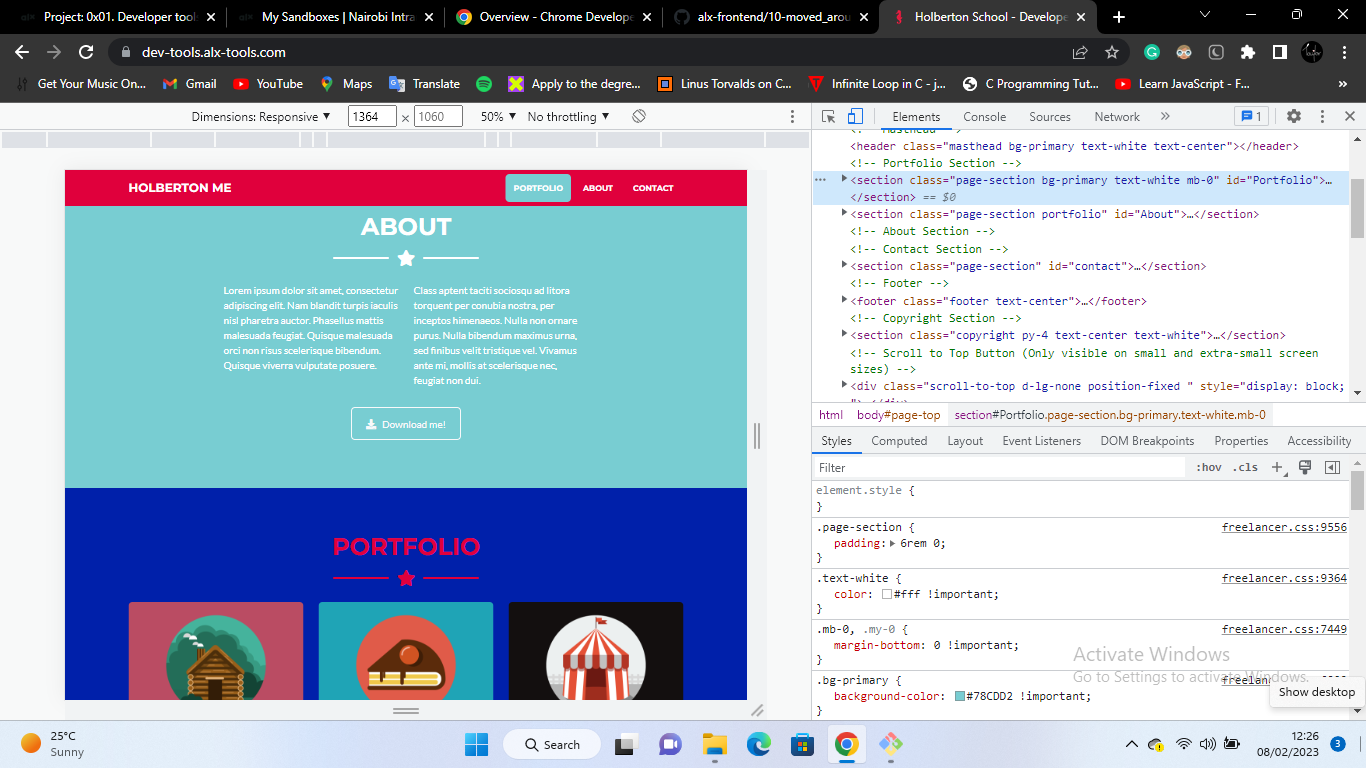 Project: 0x01. Developer tool
My Sandboxes | Nairobi Intra
Overview - Chrome Develope
alx-frontend/10-moved_arou
Holberton School - Develope
dev-tools.alx-tools.com
Get Your Music On...
Gmail
YouTube
Maps
Translate
Apply to the degre...
Linus Torvalds on C...
Infinite Loop in C - j...
C Programming Tut...
Learn JavaScript - F...
»
Dimensions: Responsive ▼ 1364 × 1060 50% ▼ No throttling ▼
HOLBERTON ME
PORTFOLIO
ABOUT
CONTACT
ABOUT
Lorem ipsum dolor sit amet, consectetur
adipiscing elit. Nam blandit turpis iaculis
nisl pharetra auctor. Phasellus mattis
malesuada feugiat. Quisque malesuada
orci non risus scelerisque bibendum.
Quisque viverra vulputate posuere.
Class aptent taciti sociosqu ad litora
torquent per conubia nostra, per
inceptos himenaeos. Nulla non ornare
purus. Nulla bibendum maximus urna,
sed finibus velit tristique vel. Vivamus
ante mi, mollis at scelerisque nec,
feugiat non dui.
Download me!
PORTFOLIO
Elements Console Sources Network » 1
<!-- Masthead -->
<header class="masthead bg-primary text-white text-center"></header>
<!-- Portfolio Section -->
<section class="page-section bg-primary text-white mb-0" id="Portfolio">…
</section> == $0
<section class="page-section portfolio" id="About">…</section>
<!-- About Section -->
<!-- Contact Section -->
<section class="page-section" id="contact">…</section>
<!-- Footer -->
<footer class="footer text-center">…</footer>
<!-- Copyright Section -->
<section class="copyright py-4 text-center text-white">…</section>
<!-- Scroll to Top Button (Only visible on small and extra-small screen
sizes) -->
<div class="scroll-to-top d-lg-none position-fixed " style="display: block;
html body#page-top section#Portfolio.page-section.bg-primary.text-white.mb-0
Styles Computed Layout Event Listeners DOM Breakpoints Properties Accessibility
Filter :hov .cls +
element.style {
}
.page-section { freelancer.css:9556
padding: 6rem 0;
}
.text-white { freelancer.css:9364
color: #fff !important;
}
.mb-0, .my-0 { freelancer.css:7449
margin-bottom: 0 !important;
}
.bg-primary {
background-color: #78CDD2 !important;
}
Activate Windows
Go to Settings to activate Windows.
Show desktop
25°C
Sunny
Search
12:26
08/02/2023
3